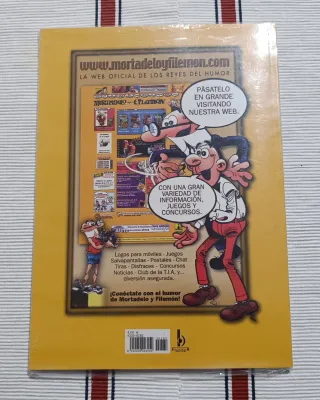 www.mortadeloyfilemon.com
LA WEB OFICIAL DE LOS REYES DEL HUMOR
PÁSATELO
EN GRANDE
VISITANDO
NUESTRA WEB.
CON UNA GRAN
VARIEDAD DE
INFORMACIÓN,
JUEGOS Y
CONCURSOS.
Logos para móviles - Juegos
Salvapantallas - Postales - Chat
Tiras - Disfraces - Concursos
Noticias - Club de la T.I.A. y...
diversión asegurada.
¡Conéctate con el humor
de Mortadelo y Filemón!